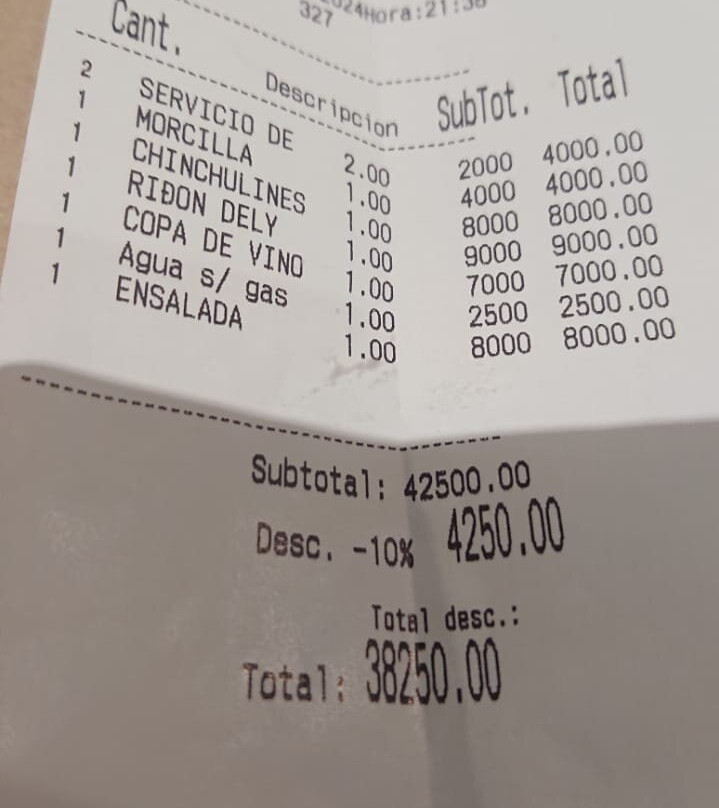 2024Hora:21:38
327
Cant. Descripcion SubTot. Total
2 SERVICIO DE 2.00 2000 4000.00
1 MORCILLA 1.00 4000 4000.00
1 CHINCHULINES 1.00 8000 8000.00
1 RIÐON DELY 1.00 9000 9000.00
1 COPA DE VINO 1.00 7000 7000.00
1 Agua s/ gas 1.00 2500 2500.00
1 ENSALADA 1.00 8000 8000.00
Subtotal: 42500.00
Desc. -10% 4250.00
Total desc.:
Total: 38250.00